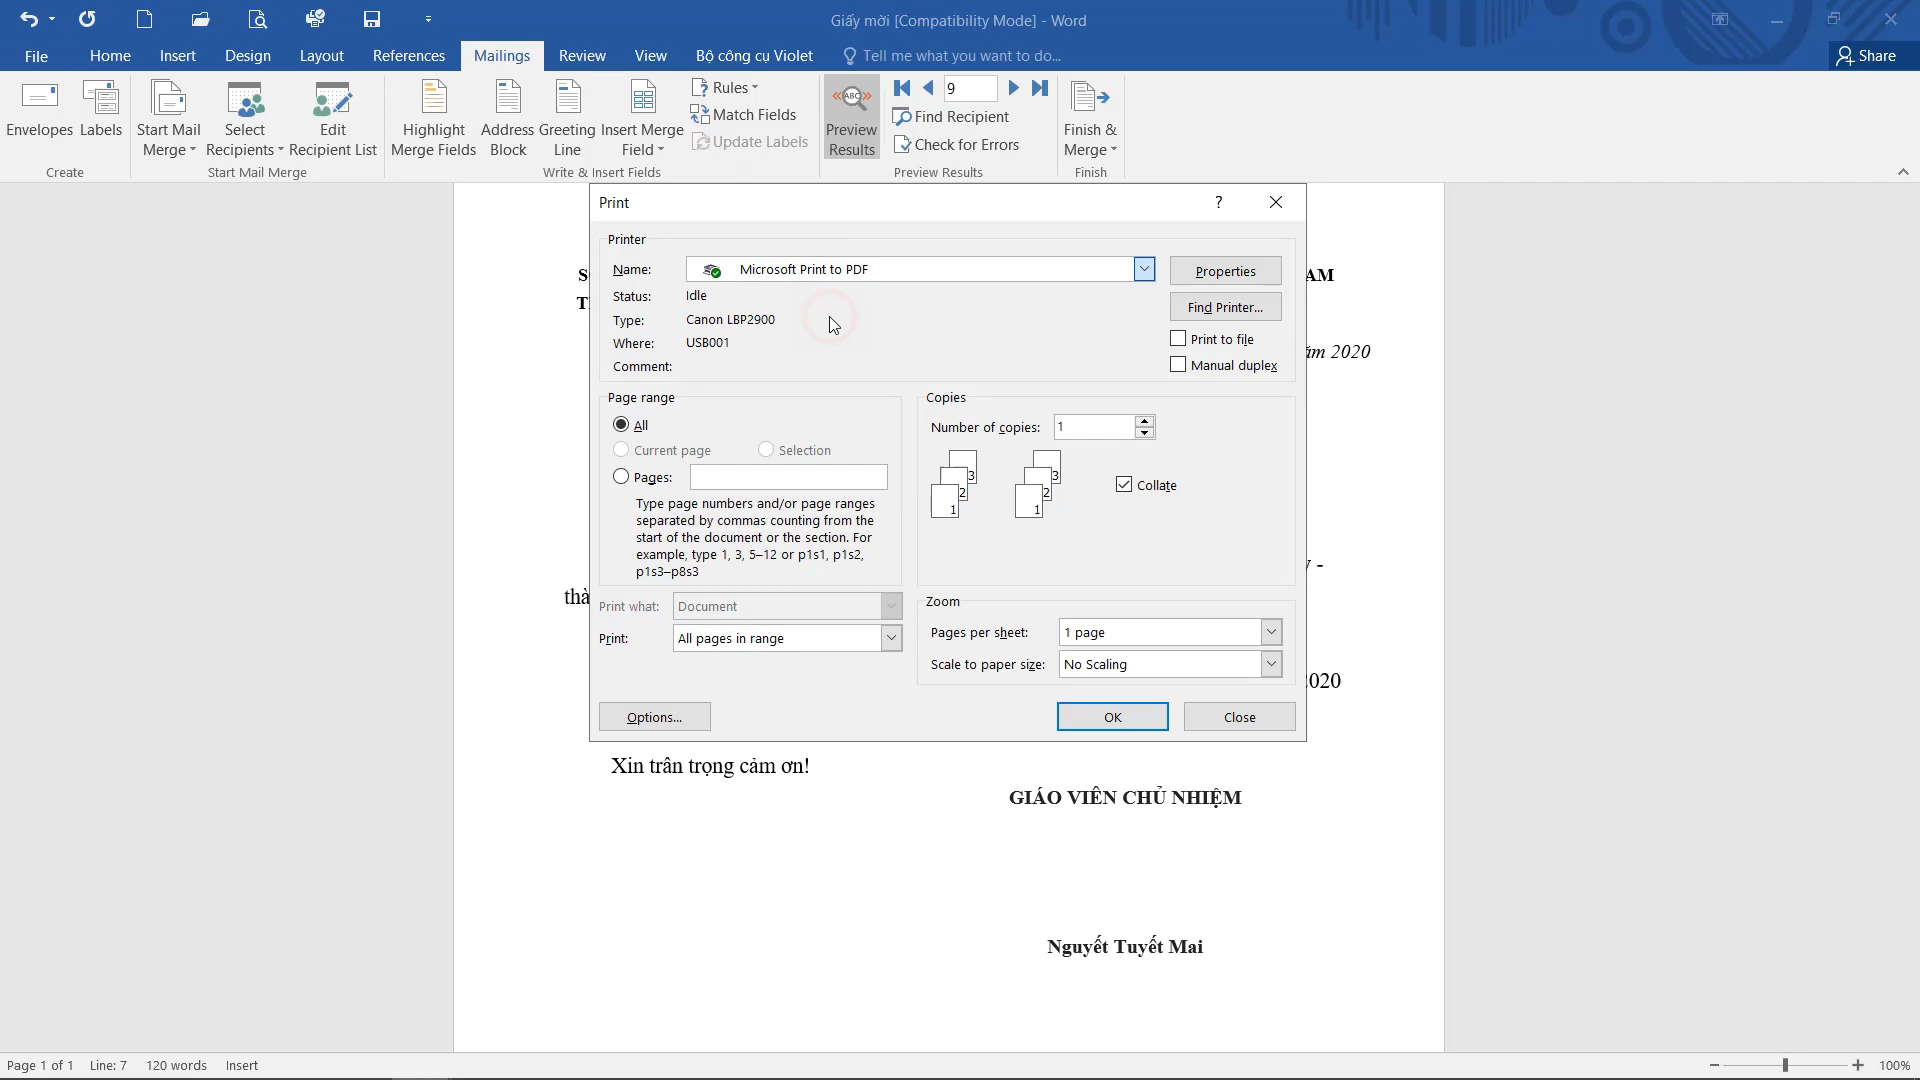 Giấy mời [Compatibility Mode] - Word
File Home Insert Design Layout References Mailings Review View Bộ công cụ Violet Tell me what you want to do... Share
Envelopes Labels Start Mail Merge Select Recipients Edit Recipient List Highlight Merge Fields Address Block Greeting Line Insert Merge Field
Rules
Match Fields
Update Labels
«ABC»
Preview Results
9
Find Recipient
Check for Errors
Finish & Merge
Create Start Mail Merge Write & Insert Fields Preview Results Finish
Print ?
Printer
Name: Microsoft Print to PDF Properties
Status: Idle
Type: Canon LBP2900 Find Printer...
Where: USB001 Print to file
Comment: Manual duplex
AM
2020
Page range
All
Current page Selection
Pages:
Type page numbers and/or page ranges
separated by commas counting from the
start of the document or the section. For
example, type 1, 3, 5–12 or p1s1, p1s2,
p1s3–p8s3
Copies
Number of copies: 1
1 2 3 1 2 3
Collate
Print what: Document
Print: All pages in range
Zoom
Pages per sheet: 1 page
Scale to paper size: No Scaling
Options... OK Close
thà
Xin trân trọng cảm ơn!
GIÁO VIÊN CHỦ NHIỆM
Nguyết Tuyết Mai
Page 1 of 1 Line: 7 120 words Insert 100%